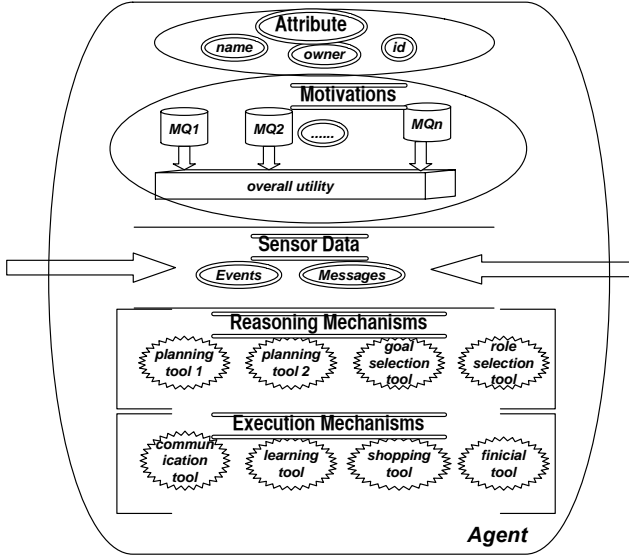 Attribute
name
owner
id
Motivations
MQ1
MQ2
......
MQn
overall utility
Sensor Data
Events
Messages
Reasoning Mechanisms
planning
tool 1
planning
tool 2
goal
selection
tool
role
selection
tool
Execution Mechanisms
commun
ication
tool
learning
tool
shopping
tool
finicial tool
Agent